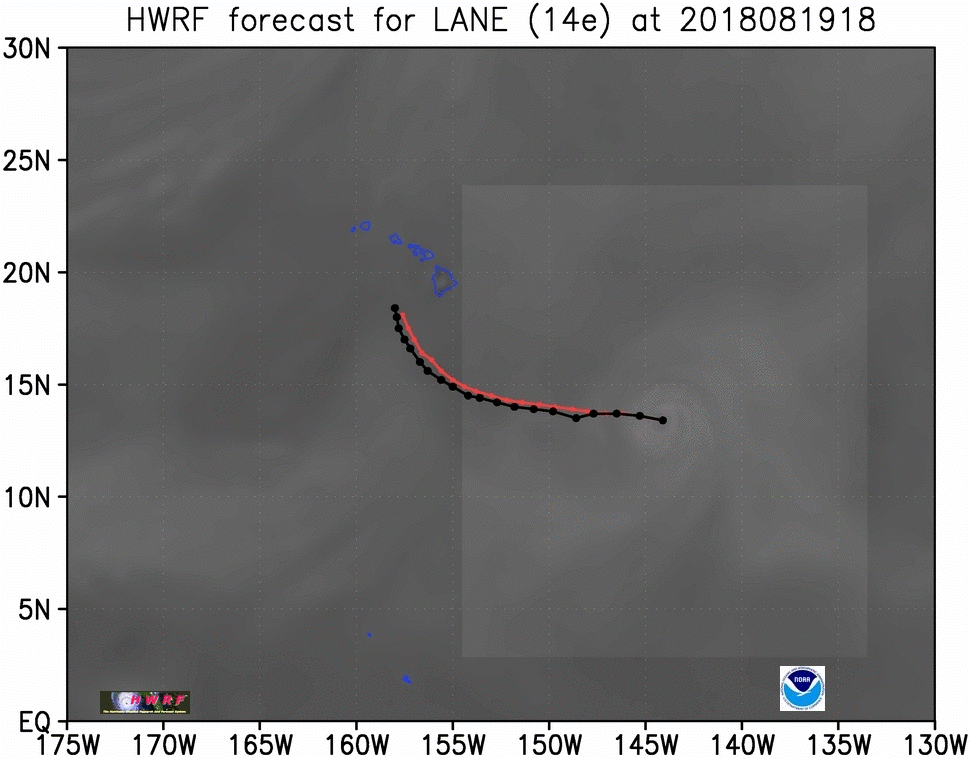 HWRF forecast for LANE (14e) at 2018081918
30N
25N
20N
15N
10N
5N
EQ
175W 170W 165W 160W 155W 150W 145W 140W 135W 130W
HWRF
NOAA